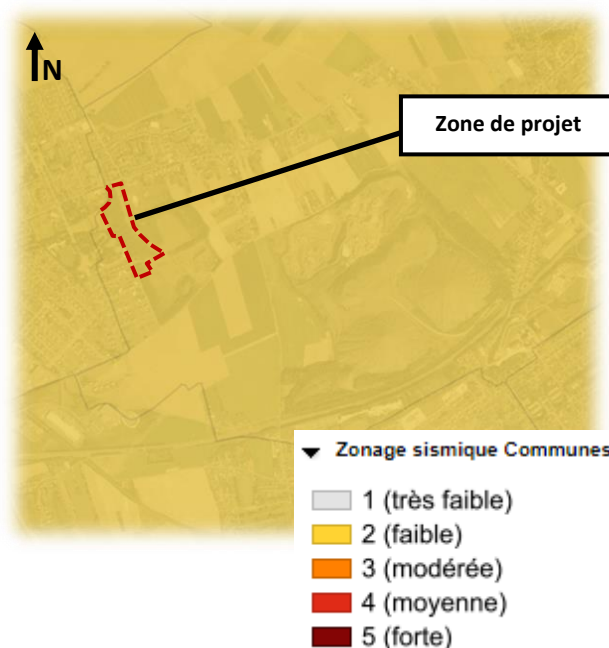 N
Zone de projet
Zonage sismique Communes
1 (très faible)
2 (faible)
3 (modérée)
4 (moyenne)
5 (forte)